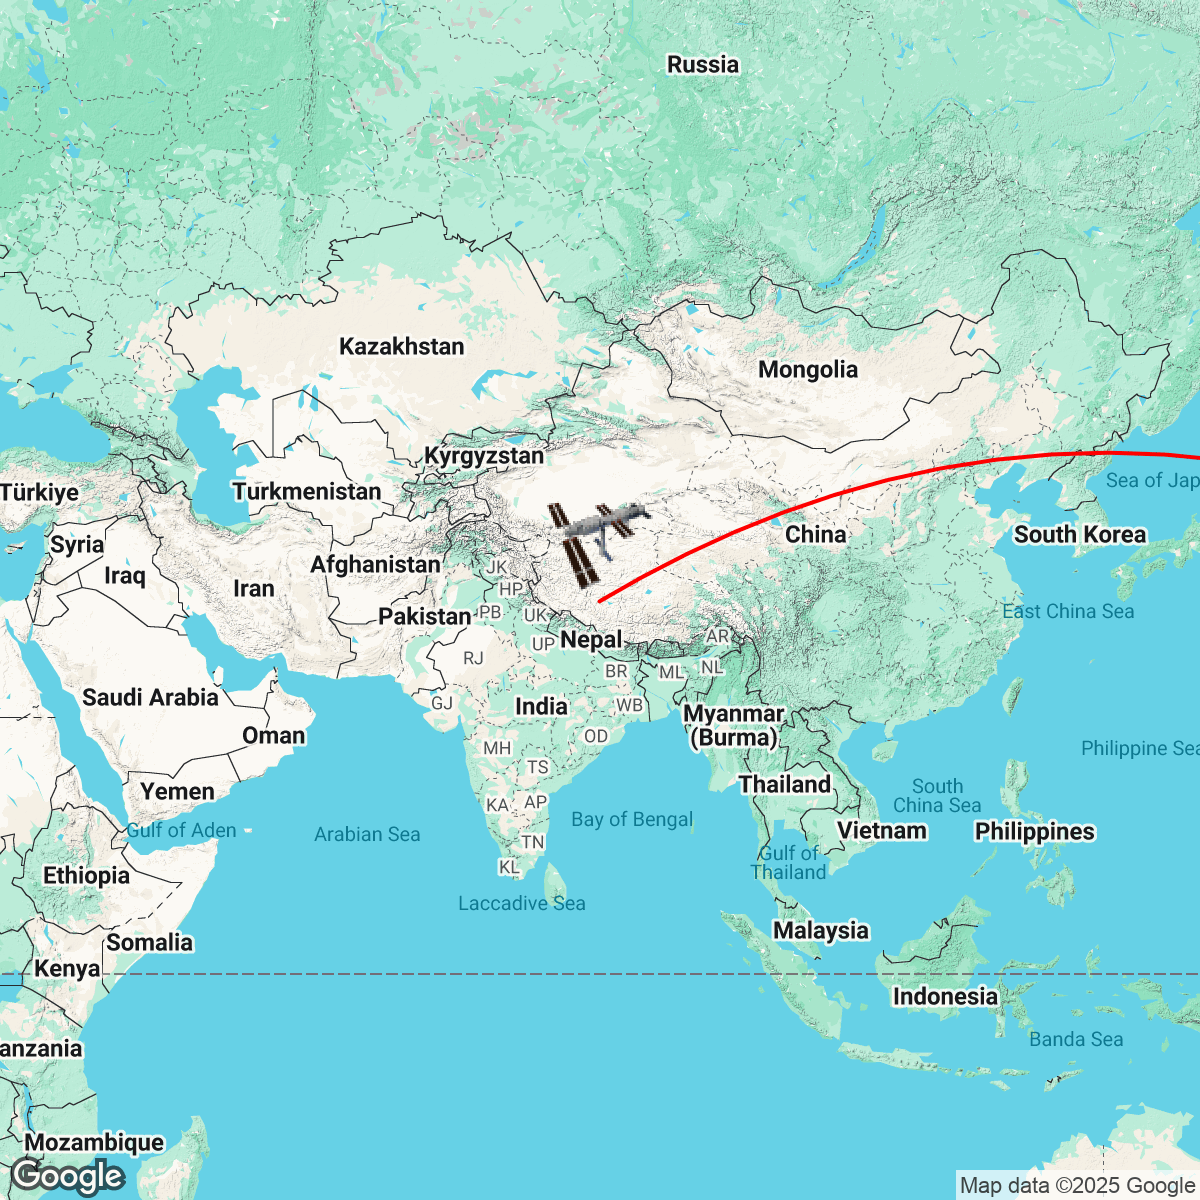 Russia
Kazakhstan
Mongolia
Kyrgyzstan
Türkiye
Turkmenistan
Sea of Jap
Syria
Iraq
Afghanistan
China
South Korea
JK
Iran
HP
Pakistan
PB
UK
East China Sea
UP
Nepal
AR
RJ
BR
ML
NL
Saudi Arabia
GJ
India
WB
Myanmar
(Burma)
Oman
OD
MH
Philippine Sea
TS
Yemen
Thailand
South
China Sea
KA
AP
Gulf of Aden
Arabian Sea
Bay of Bengal
Vietnam
Philippines
TN
Gulf of
Thailand
KL
Ethiopia
Laccadive Sea
Malaysia
Somalia
Kenya
Indonesia
anzania
Banda Sea
Mozambique
Google
Map data ©2025 Google